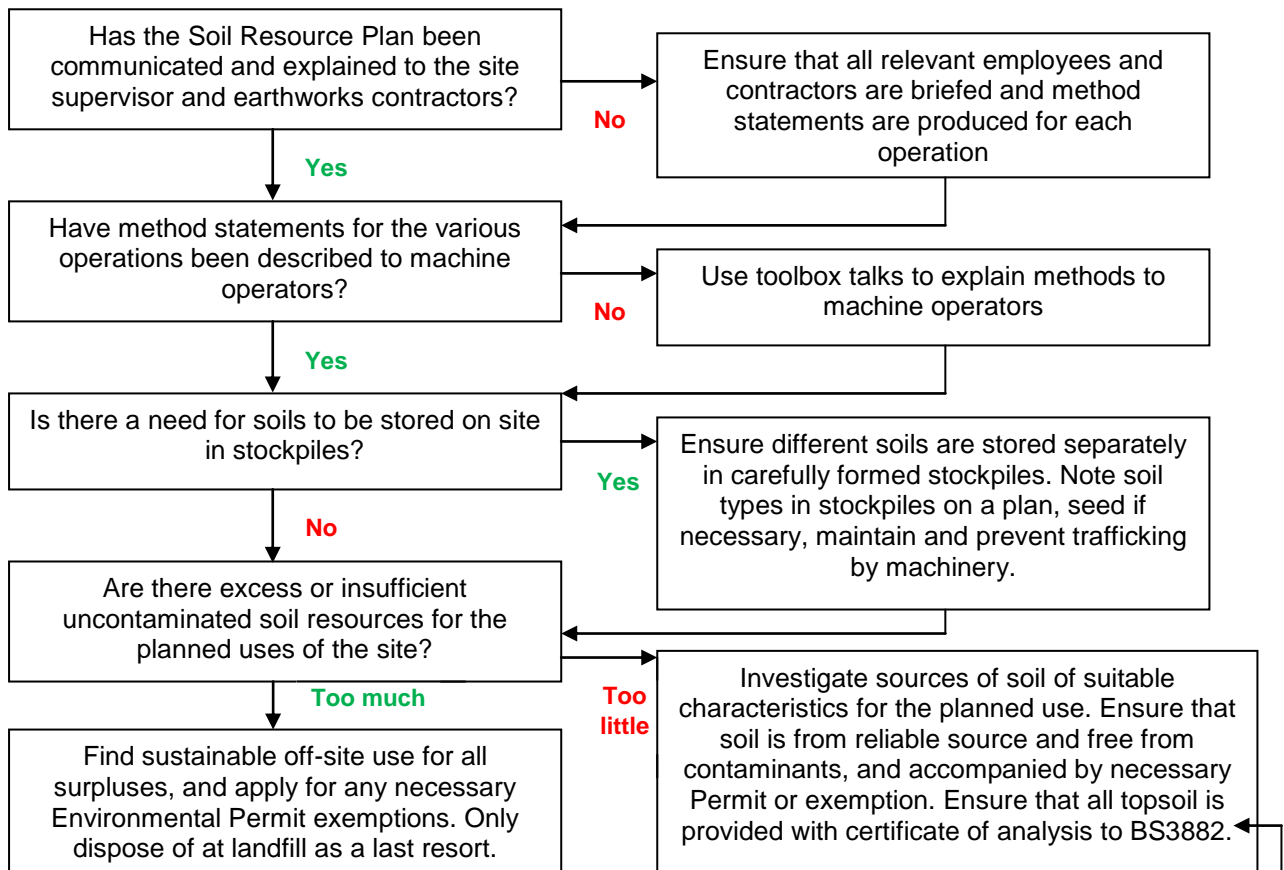 Has the Soil Resource Plan been
communicated and explained to the site
supervisor and earthworks contractors?
No
Ensure that all relevant employees and
contractors are briefed and method
statements are produced for each
operation
Yes
Have method statements for the various
operations been described to machine
operators?
No
Use toolbox talks to explain methods to
machine operators
Yes
Is there a need for soils to be stored on site
in stockpiles?
Yes
Ensure different soils are stored separately
in carefully formed stockpiles. Note soil
types in stockpiles on a plan, seed if
necessary, maintain and prevent trafficking
by machinery.
No
Are there excess or insufficient
uncontaminated soil resources for the
planned uses of the site?
Too much
Too
little
Find sustainable off-site use for all
surpluses, and apply for any necessary
Environmental Permit exemptions. Only
dispose of at landfill as a last resort.
Investigate sources of soil of suitable
characteristics for the planned use. Ensure that
soil is from reliable source and free from
contaminants, and accompanied by necessary
Permit or exemption. Ensure that all topsoil is
provided with certificate of analysis to BS3882.